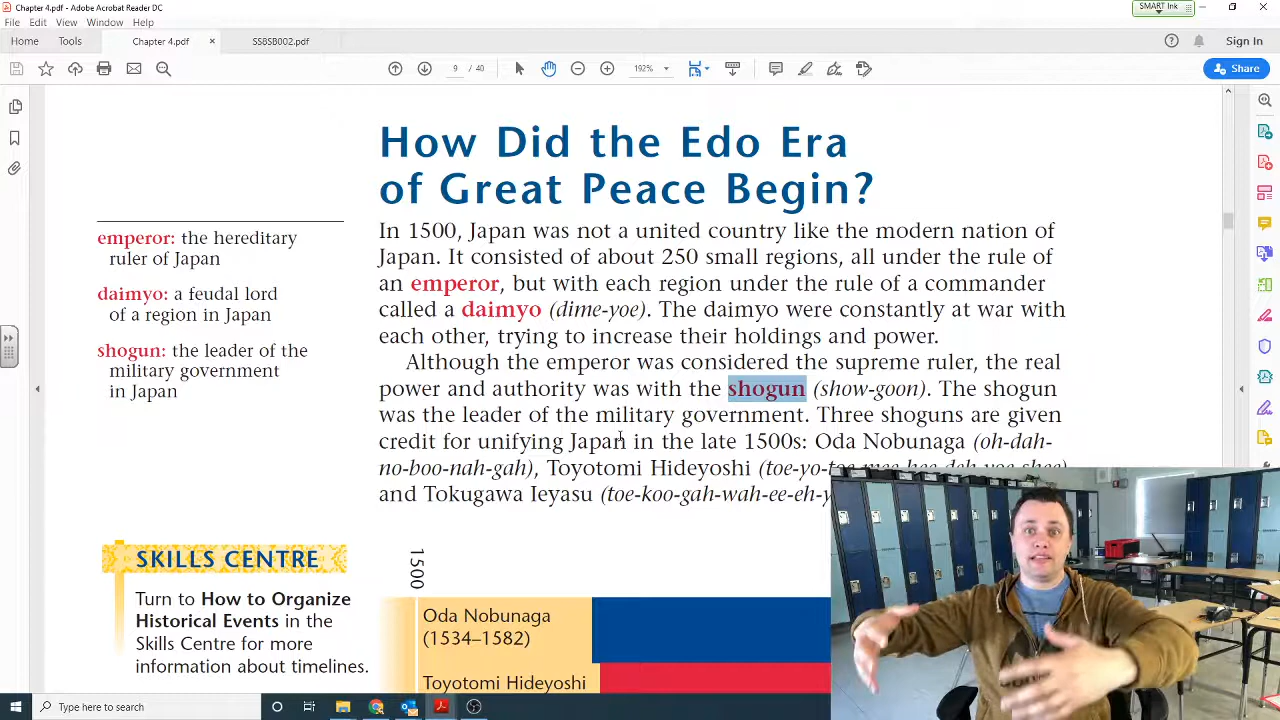 Chapter 4.pdf - Adobe Acrobat Reader DC
SMART Ink
File Edit View Window Help
Home Tools Chapter 4.pdf × SS8SB002.pdf Sign In
9 / 40 192% Share
How Did the Edo Era
of Great Peace Begin?
emperor: the hereditary
ruler of Japan
daimyo: a feudal lord
of a region in Japan
shogun: the leader of the
military government
in Japan
In 1500, Japan was not a united country like the modern nation of
Japan. It consisted of about 250 small regions, all under the rule of
an emperor, but with each region under the rule of a commander
called a daimyo (dime-yoe). The daimyo were constantly at war with
each other, trying to increase their holdings and power.
Although the emperor was considered the supreme ruler, the real
power and authority was with the shogun (show-goon). The shogun
was the leader of the military government. Three shoguns are given
credit for unifying Japan in the late 1500s: Oda Nobunaga (oh-dah-
no-boo-nah-gah), Toyotomi Hideyoshi
and Tokugawa Ieyasu
SKILLS CENTRE
Turn to How to Organize
Historical Events in the
Skills Centre for more
information about timelines.
1500
Oda Nobunaga
(1534–1582)
Toyotomi Hideyoshi
Type here to search